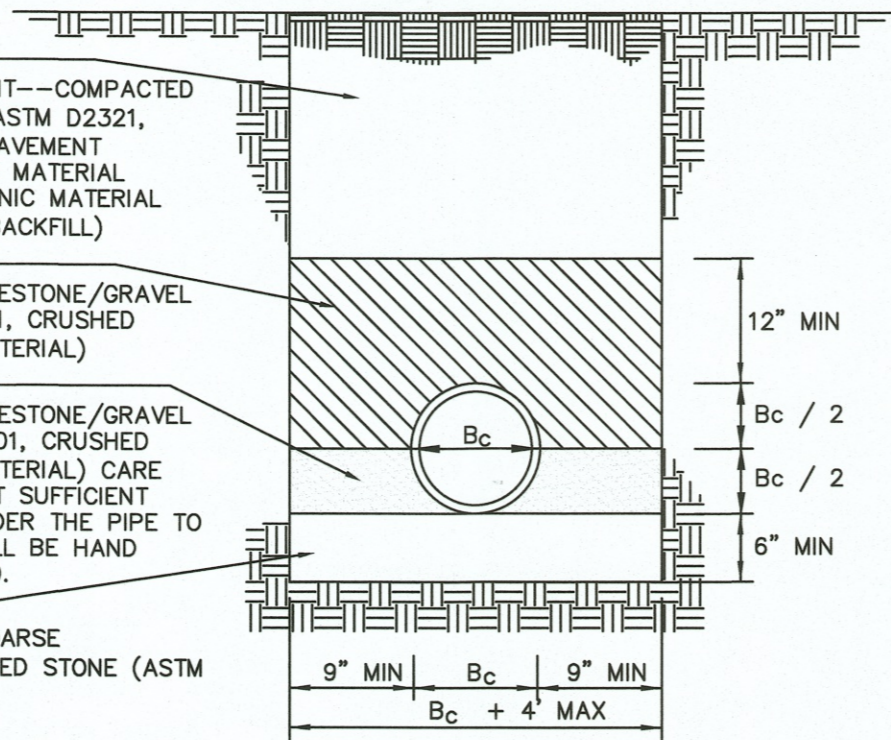 IT--COMPACTED
ASTM D2321,
AVEMENT
MATERIAL
NIC MATERIAL
BACKFILL)
ESTONE/GRAVEL
CRUSHED
TERIAL)
ESTONE/GRAVEL
01, CRUSHED
TERIAL) CARE
T SUFFICIENT
DER THE PIPE TO
LL BE HAND
ARSE
ED STONE (ASTM
12" MIN
Bc / 2
Bc / 2
6" MIN
Bc
9" MIN
Bc
9" MIN
Bc + 4' MAX